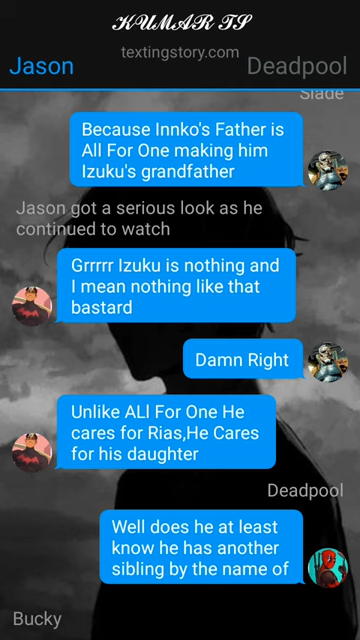 KUMAR TS
textingstory.com
Jason
Deadpool
Slade
Because Innko's Father is
All For One making him
Izuku's grandfather
Jason got a serious look as he
continued to watch
Grrrrr Izuku is nothing and
I mean nothing like that
bastard
Damn Right
Unlike ALl For One He
cares for Rias,He Cares
for his daughter
Deadpool
Well does he at least
know he has another
sibling by the name of
Bucky